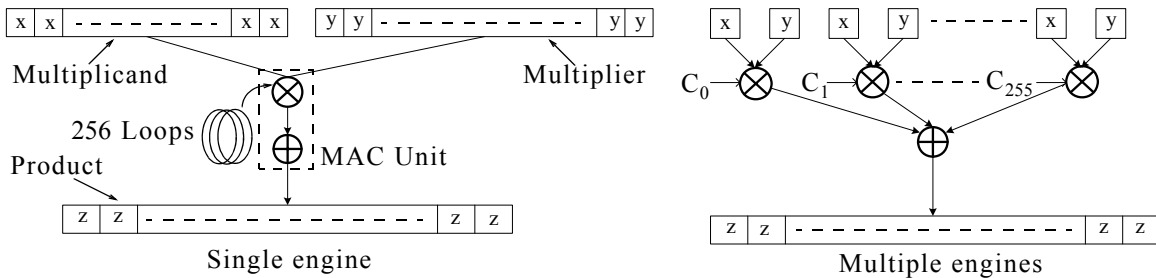 x x x x y y y y x y x y x y
Multiplicand Multiplier
C0 C1 C255
256 Loops
MAC Unit
Product
z z z z z z z z
Single engine Multiple engines